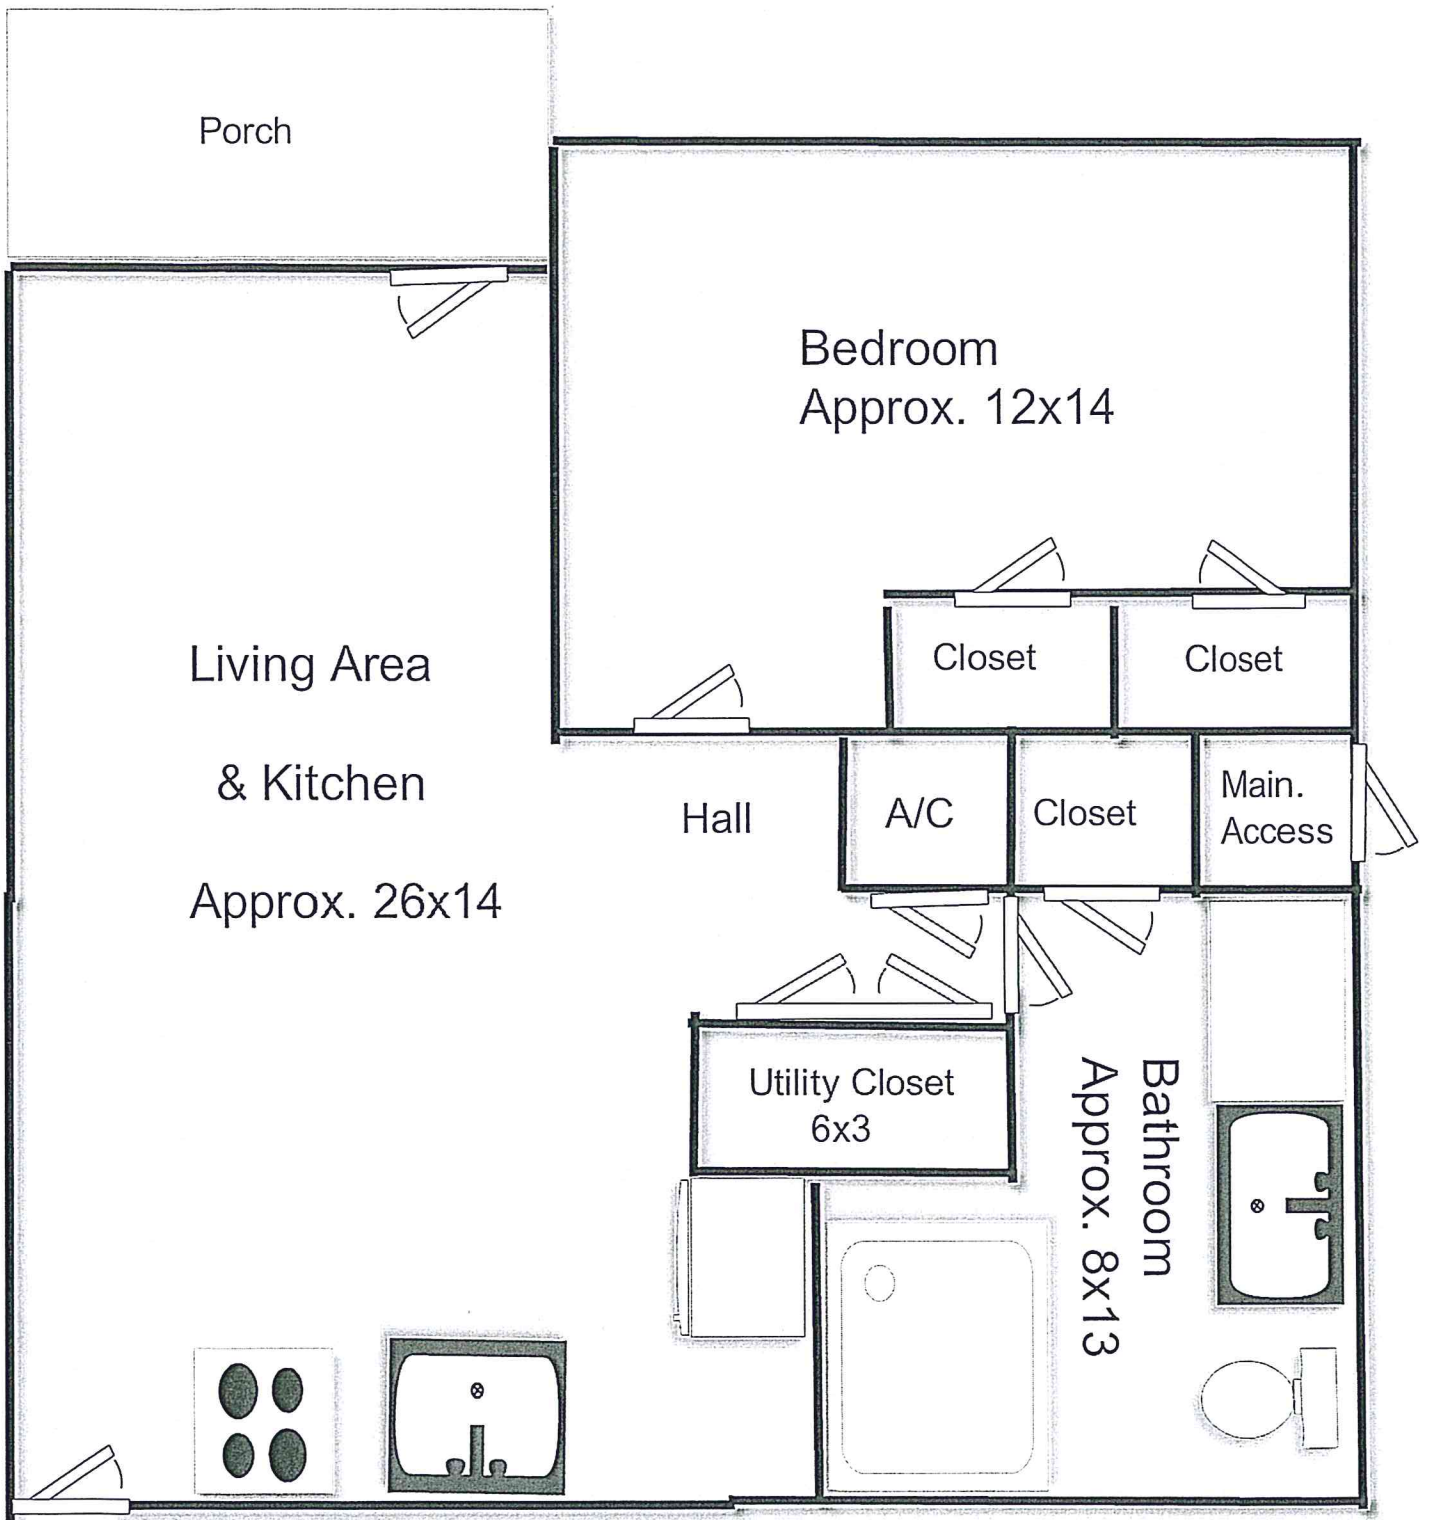 Porch
Bedroom
Approx. 12x14
Living Area
& Kitchen
Approx. 26x14
Closet
Closet
Hall
A/C
Closet
Main.
Access
Utility Closet
6x3
Bathroom
Approx. 8x13